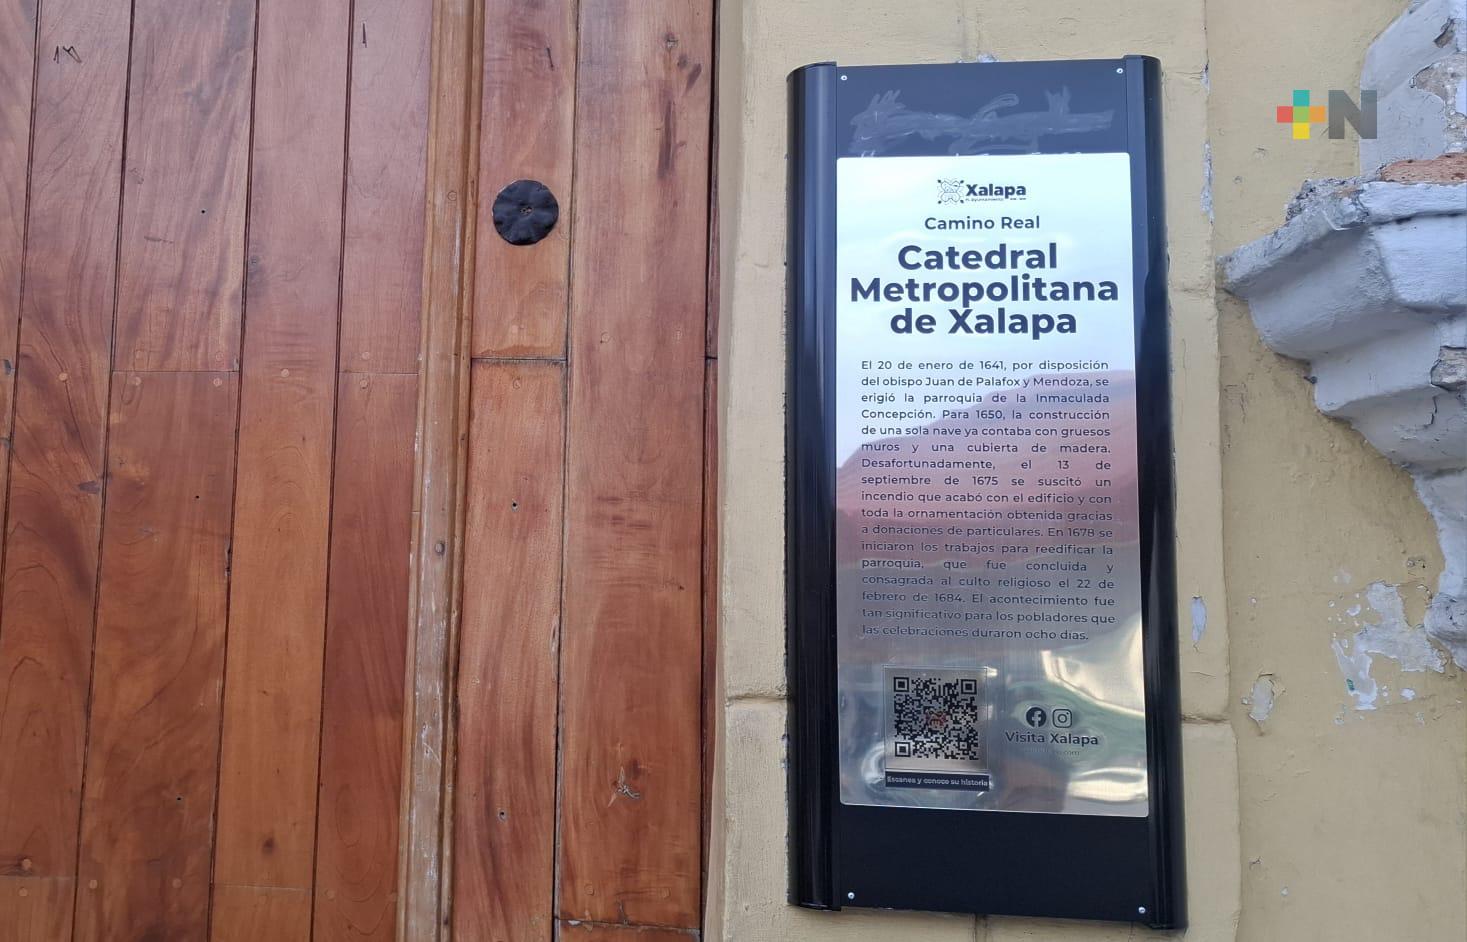 +N
Xalapa
H. Ayuntamiento
Camino Real
Catedral
Metropolitana
de Xalapa
El 20 de enero de 1641, por disposición
del obispo Juan de Palafox y Mendoza, se
erigió la parroquia de la Inmaculada
Concepción. Para 1650, la construcción
de una sola nave ya contaba con gruesos
muros y una cubierta de madera.
Desafortunadamente, el 13 de
septiembre de 1675 se suscitó un
incendio que acabó con el edificio y con
toda la ornamentación obtenida gracias
a donaciones de particulares. En 1678 se
iniciaron los trabajos para reedificar la
parroquia, que fue concluida y
consagrada al culto religioso el 22 de
febrero de 1684. El acontecimiento fue
tan significativo para los pobladores que
las celebraciones duraron ocho días.
Escanea y conoce su historia
Visita Xalapa